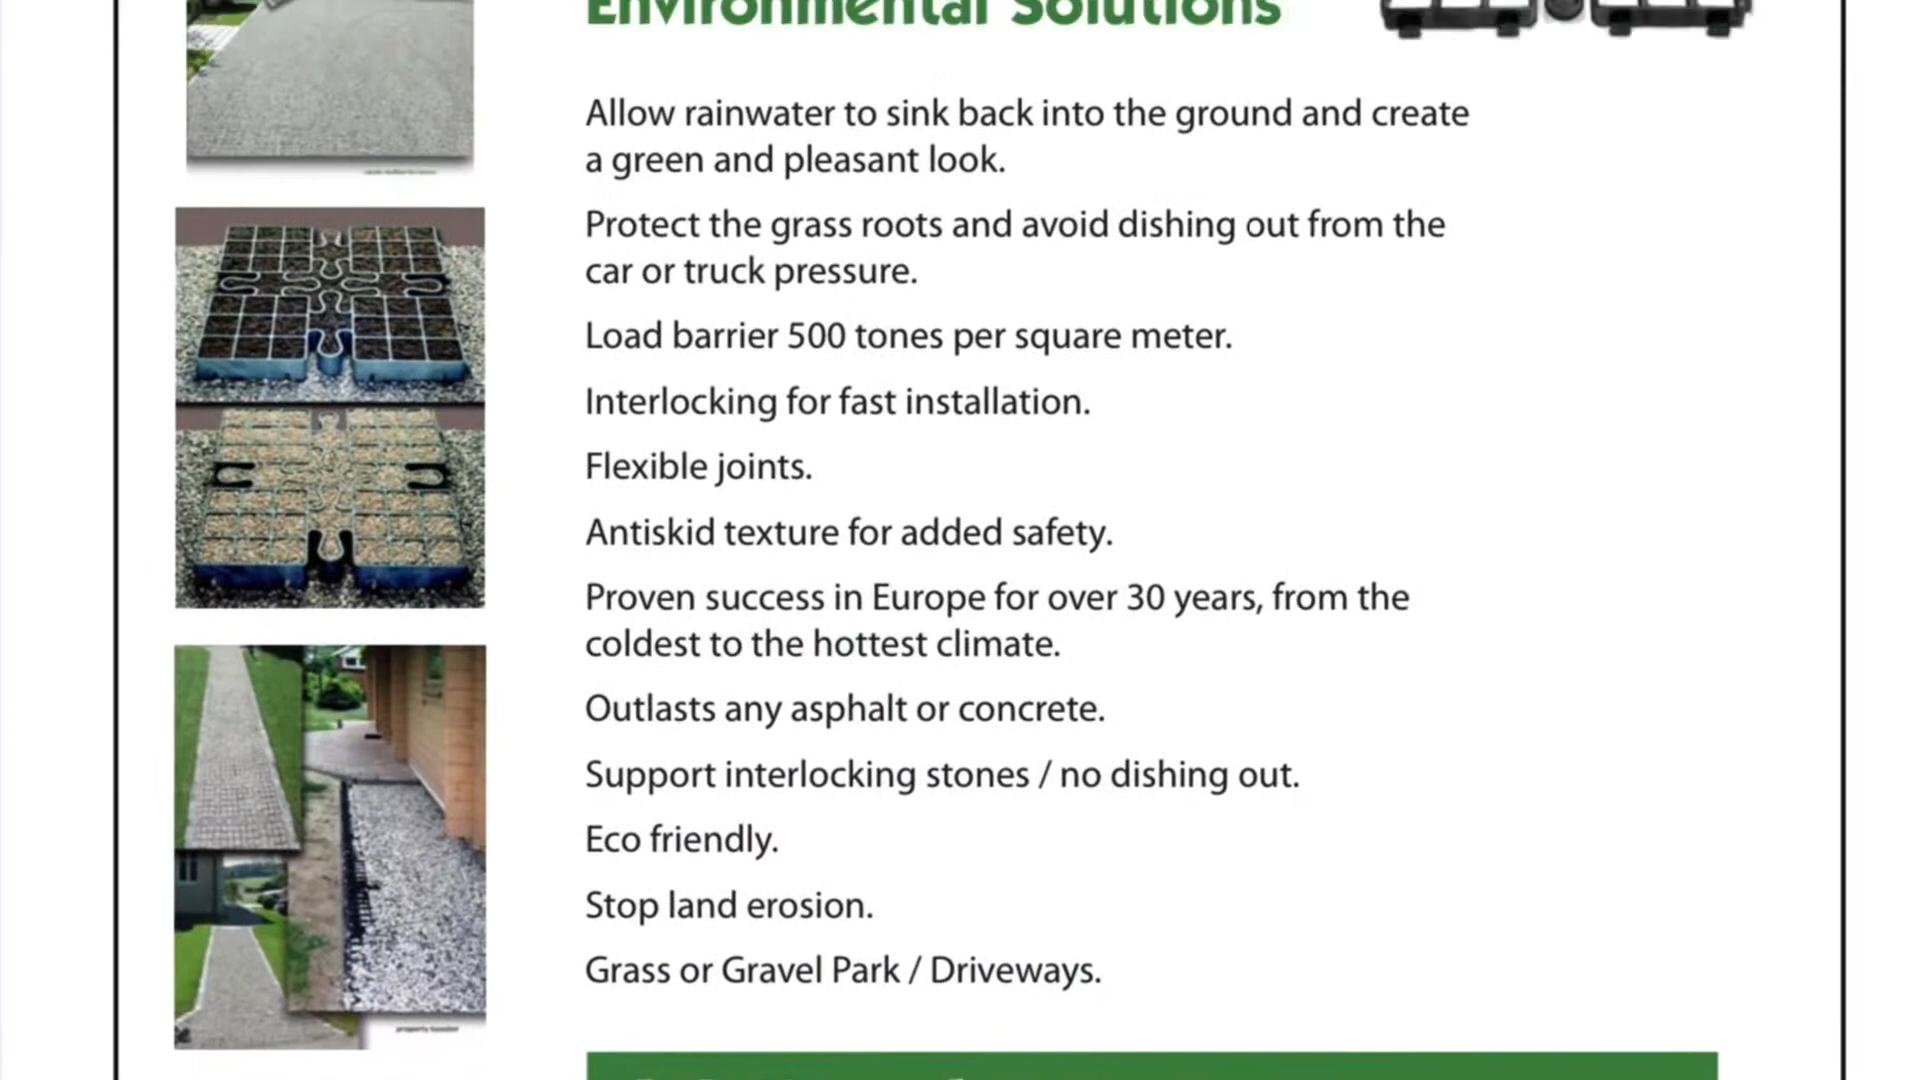 Environmental Solutions
Allow rainwater to sink back into the ground and create
a green and pleasant look.
Protect the grass roots and avoid dishing out from the
car or truck pressure.
Load barrier 500 tones per square meter.
Interlocking for fast installation.
Flexible joints.
Antiskid texture for added safety.
Proven success in Europe for over 30 years, from the
coldest to the hottest climate.
Outlasts any asphalt or concrete.
Support interlocking stones / no dishing out.
Eco friendly.
Stop land erosion.
Grass or Gravel Park / Driveways.